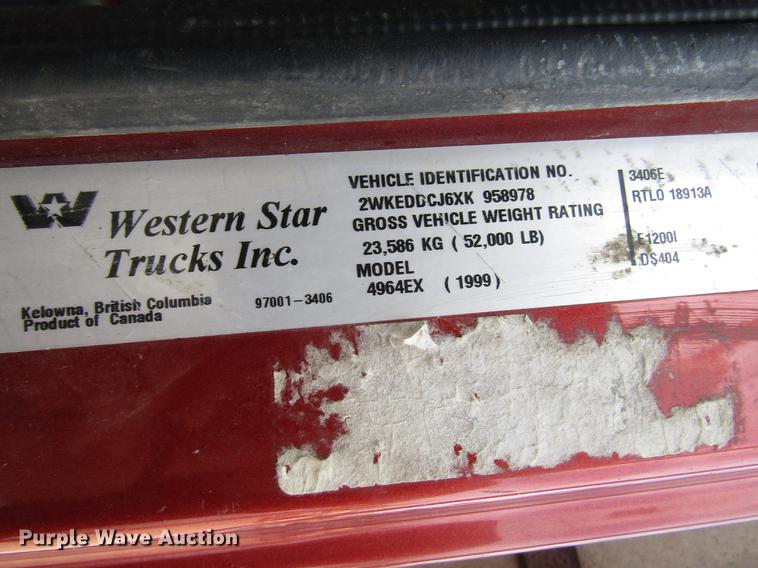 Western Star
Trucks Inc.
Kelowna, British Columbia
Product of Canada
97001-3406
VEHICLE IDENTIFICATION NO.
2WKEDDCJ6XK 958978
GROSS VEHICLE WEIGHT RATING
23,586 KG ( 52,000 LB)
MODEL
4964EX ( 1999)
3406E
RTLO 18913A
E1200I
DS404
Purple Wave Auction